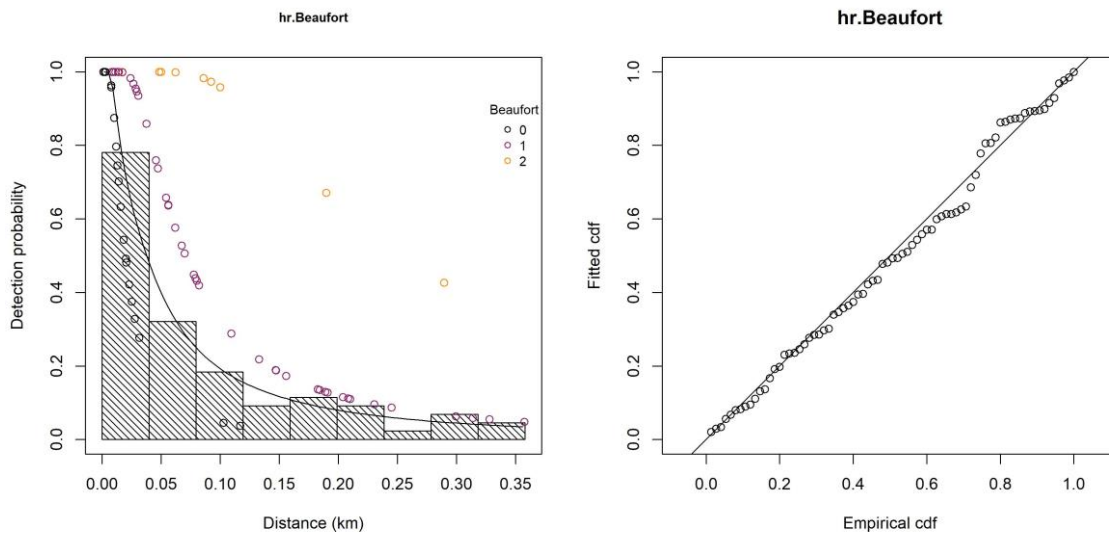 hr.Beaufort
1.0
0.8
0.6
0.4
0.2
0.0
Detection probability
Beaufort
0
1
2
0.00 0.05 0.10 0.15 0.20 0.25 0.30 0.35
Distance (km)
hr.Beaufort
1.0
0.8
0.6
0.4
0.2
0.0
Fitted cdf
0.0 0.2 0.4 0.6 0.8 1.0
Empirical cdf